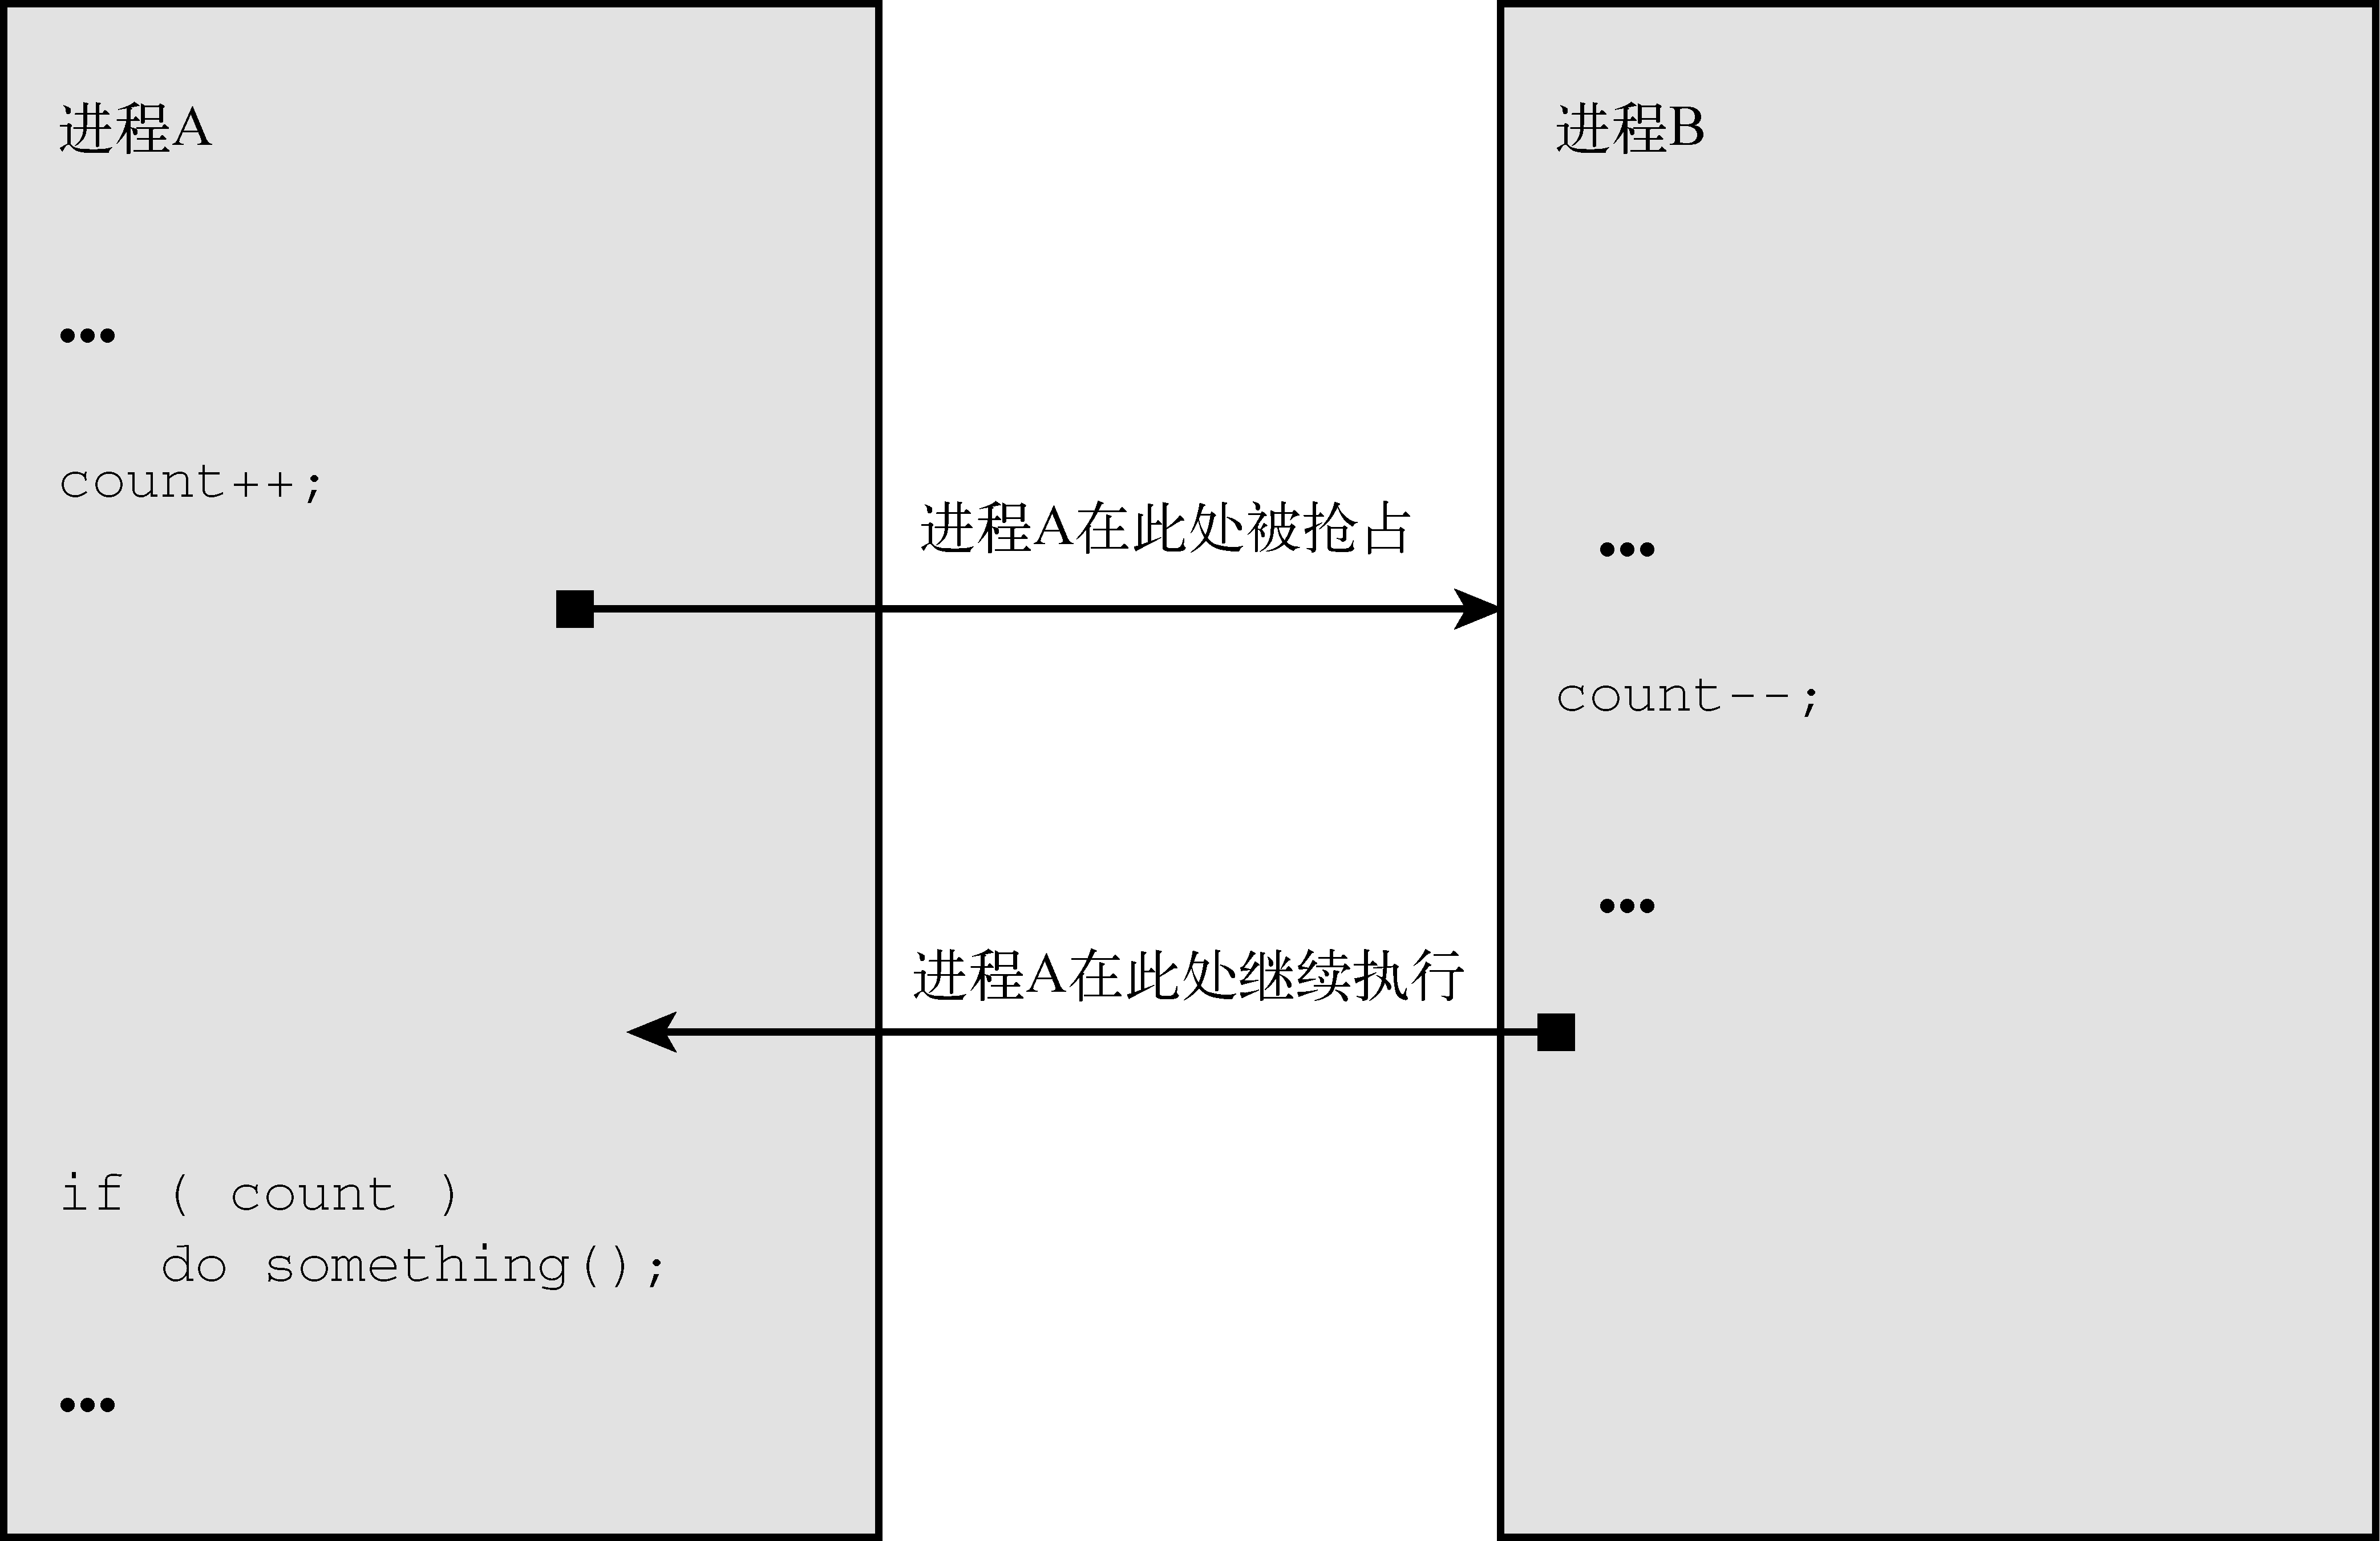 进程A
•••
count++;
进程A在此处被抢占
进程A在此处继续执行
if ( count )
do something();
•••
进程B
•••
count--;
•••